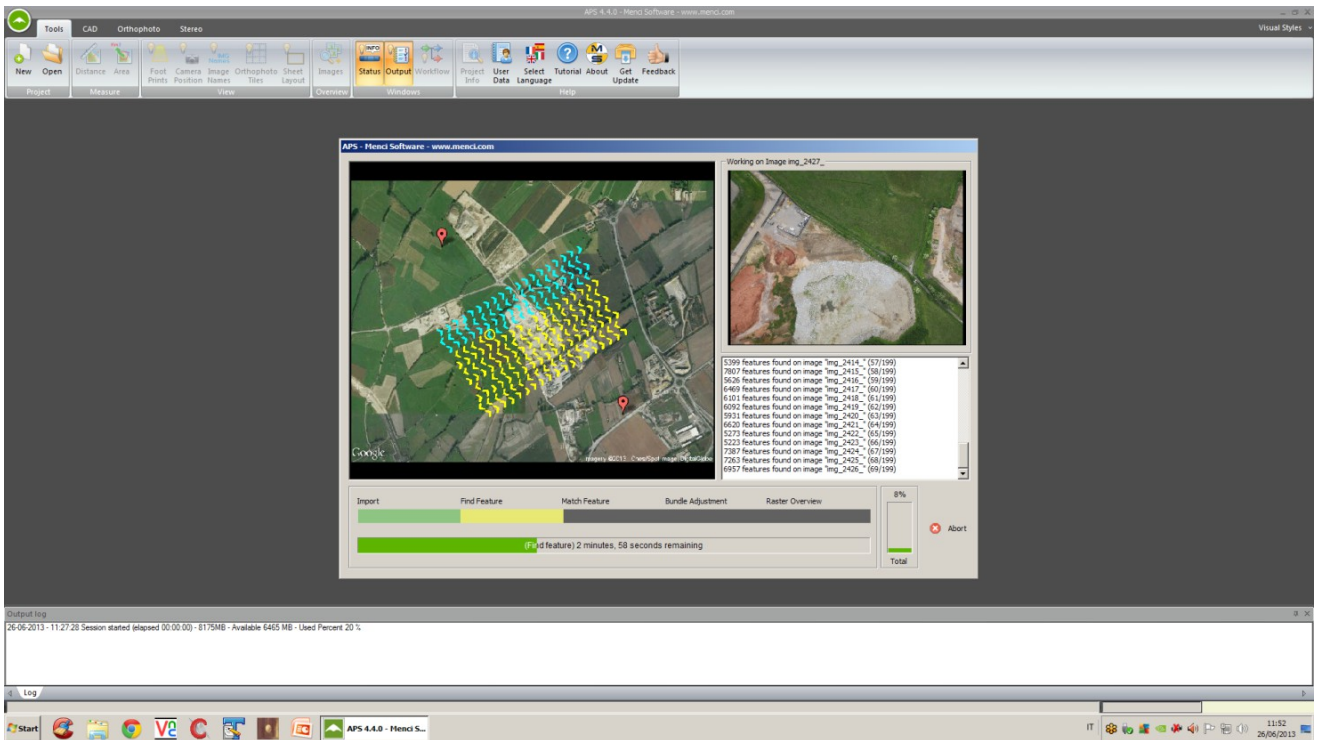 APS 4.4.0 - Menci Software - www.menci.com
Tools CAD Orthophoto Stereo
Visual Styles
New Open Distance Area Foot Prints Camera Position Image Names Orthophoto Tiles Sheet Layout Images Status Output Workflow Project Info User Data Select Language Tutorial About Get Update Feedback
Project Measure View Overview Windows Help
APS - Menci Software - www.menci.com
Working on Image img_2427_
Google
5399 features found on image "img_2414_" (57/199)
7807 features found on image "img_2415_" (58/199)
5626 features found on image "img_2416_" (59/199)
6469 features found on image "img_2417_" (60/199)
6101 features found on image "img_2418_" (61/199)
6092 features found on image "img_2419_" (62/199)
5931 features found on image "img_2420_" (63/199)
6620 features found on image "img_2421_" (64/199)
5273 features found on image "img_2422_" (65/199)
5223 features found on image "img_2423_" (66/199)
7387 features found on image "img_2424_" (67/199)
7263 features found on image "img_2425_" (68/199)
6957 features found on image "img_2426_" (69/199)
Import Find Feature Match Feature Bundle Adjustment Raster Overview
8%
(Find feature) 2 minutes, 58 seconds remaining
Abort
Total
Output log
26-06-2013 - 11:27:28 Session started (elapsed 00:00:00) - 8175MB - Available 6465 MB - Used Percent 20 %
Log
Start
APS 4.4.0 - Menci S...
IT
11:52
26/06/2013